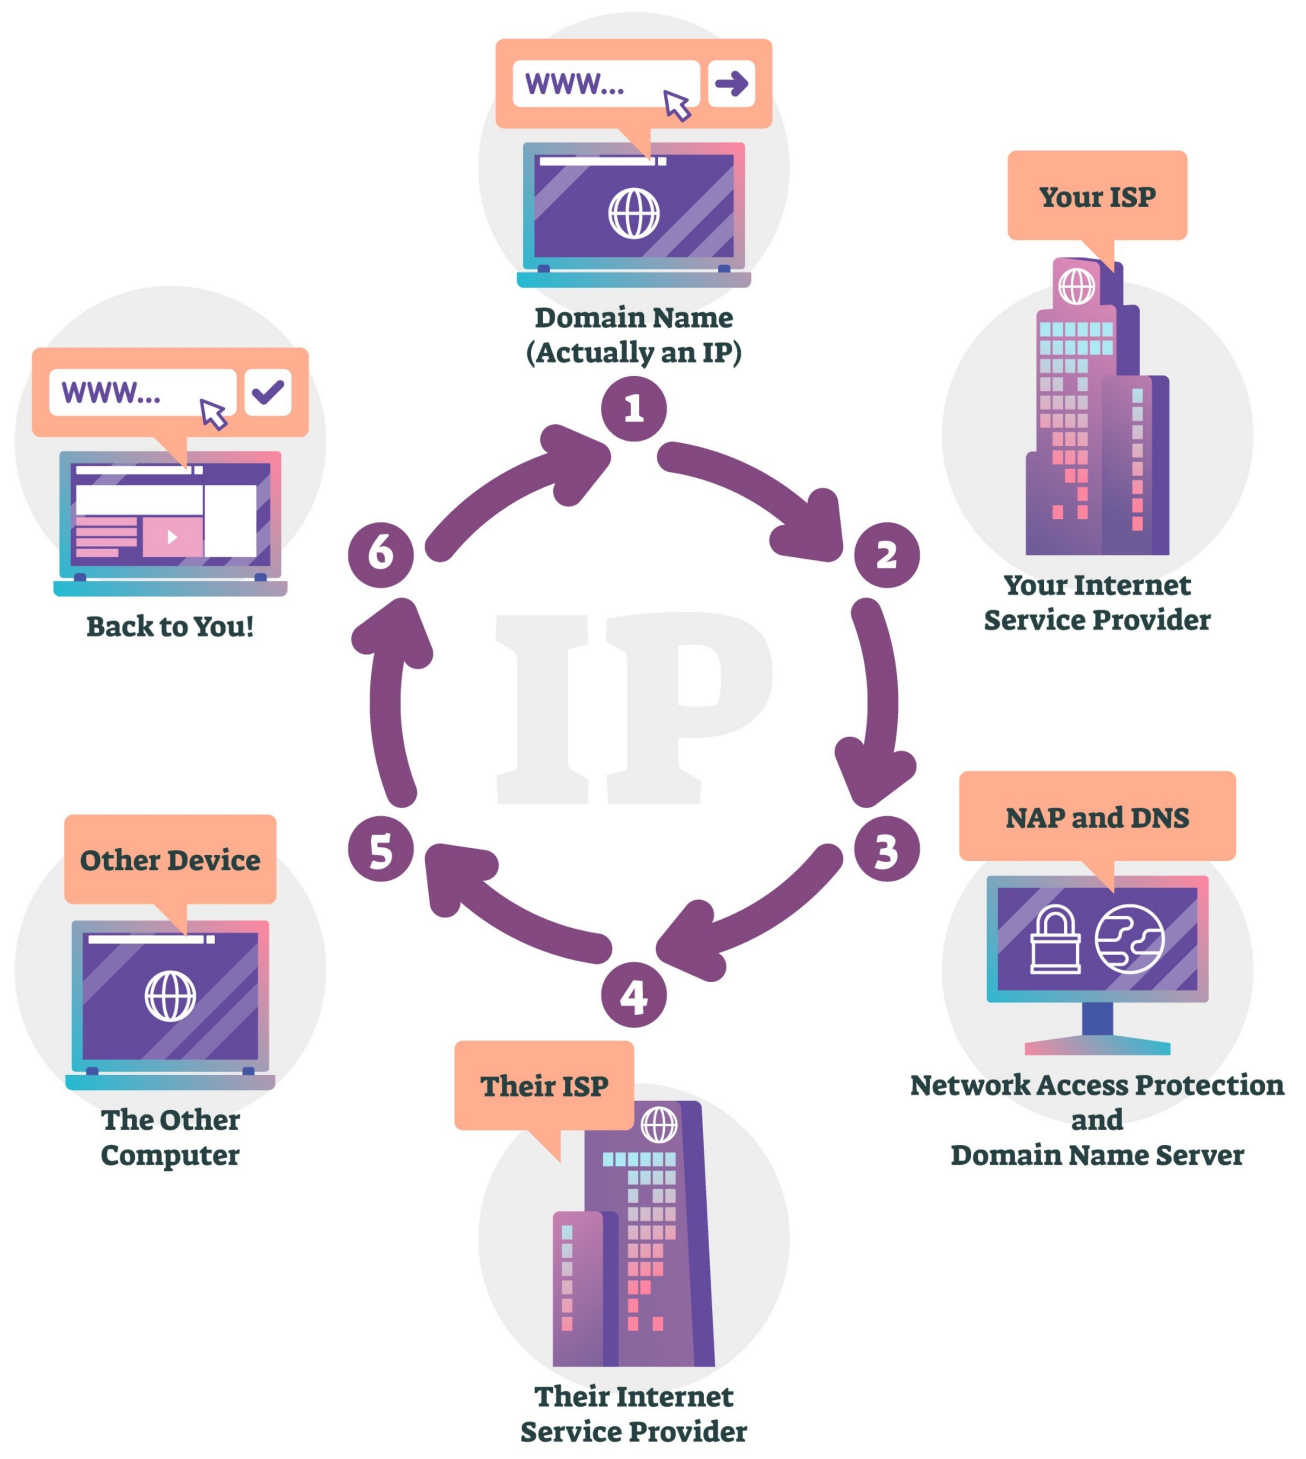 WWW...
Domain Name
(Actually an IP)
1
Your ISP
Your Internet
Service Provider
2
NAP and DNS
Network Access Protection
and
Domain Name Server
3
4
Their ISP
Their Internet
Service Provider
5
Other Device
The Other
Computer
6
WWW...
Back to You!
IP